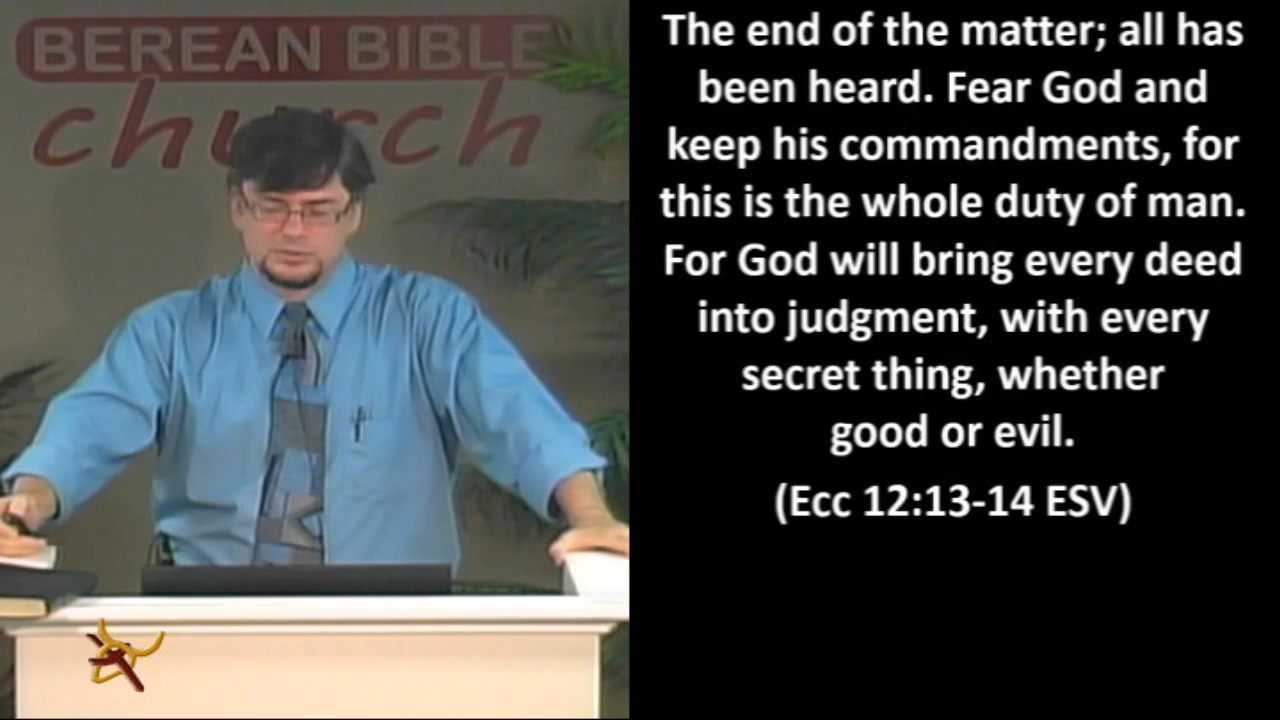 BEREAN BIBLE
church
The end of the matter; all has
been heard. Fear God and
keep his commandments, for
this is the whole duty of man.
For God will bring every deed
into judgment, with every
secret thing, whether
good or evil.
(Ecc 12:13-14 ESV)